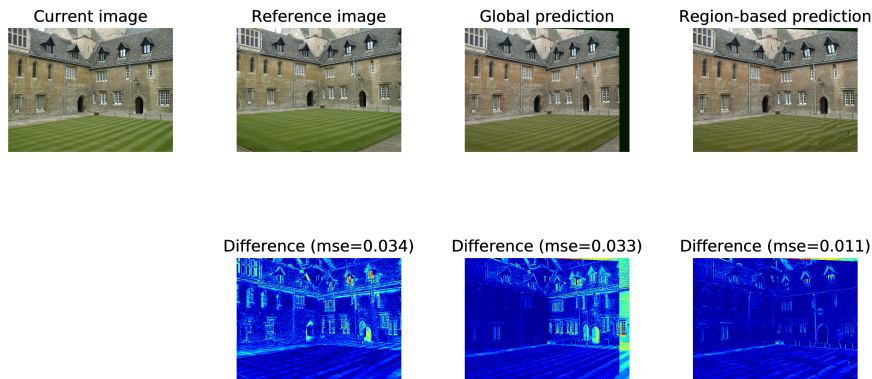 Current image
Reference image
Global prediction
Region-based prediction
Difference (mse=0.034)
Difference (mse=0.033)
Difference (mse=0.011)